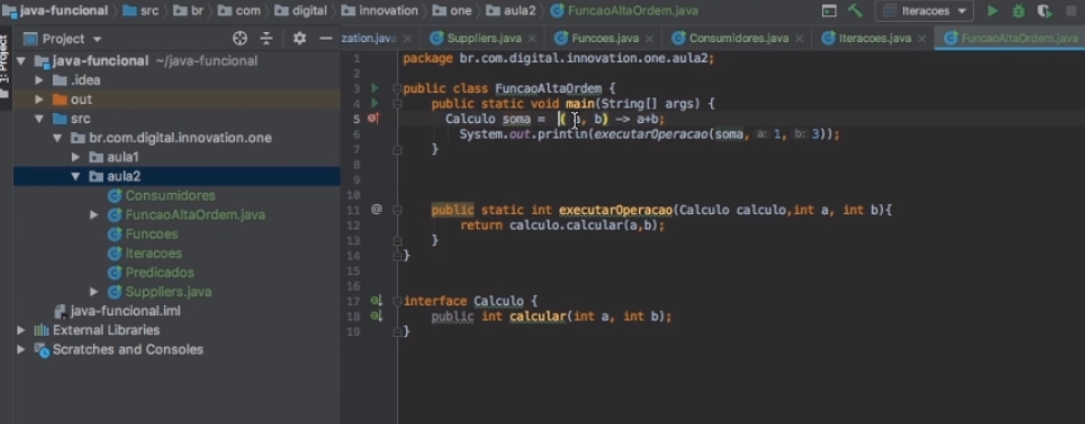 java-funcional src br com digital innovation one aula2 FuncaoAltaOrdem.java Iteracoes
Project zation.java Suppliers.java Funcoes.java Consumidores.java Iteracoes.java FuncaoAltaOrdem.java
1: Project
java-funcional ~/java-funcional
.idea
out
src
br.com.digital.innovation.one
aula1
aula2
Consumidores
FuncaoAltaOrdem.java
Funcoes
Iteracoes
Predicados
Suppliers.java
java-funcional.iml
External Libraries
Scratches and Consoles
1 package br.com.digital.innovation.one.aula2;
2
3 public class FuncaoAltaOrdem {
4 public static void main(String[] args) {
5 Calculo soma = (a, b) -> a+b;
6 System.out.println(executarOperacao(soma, a: 1, b: 3));
7 }
8
9
10
11 @ public static int executarOperacao(Calculo calculo,int a, int b){
12 return calculo.calcular(a,b);
13 }
14 }
15
16
17 interface Calculo {
18 public int calcular(int a, int b);
19 }